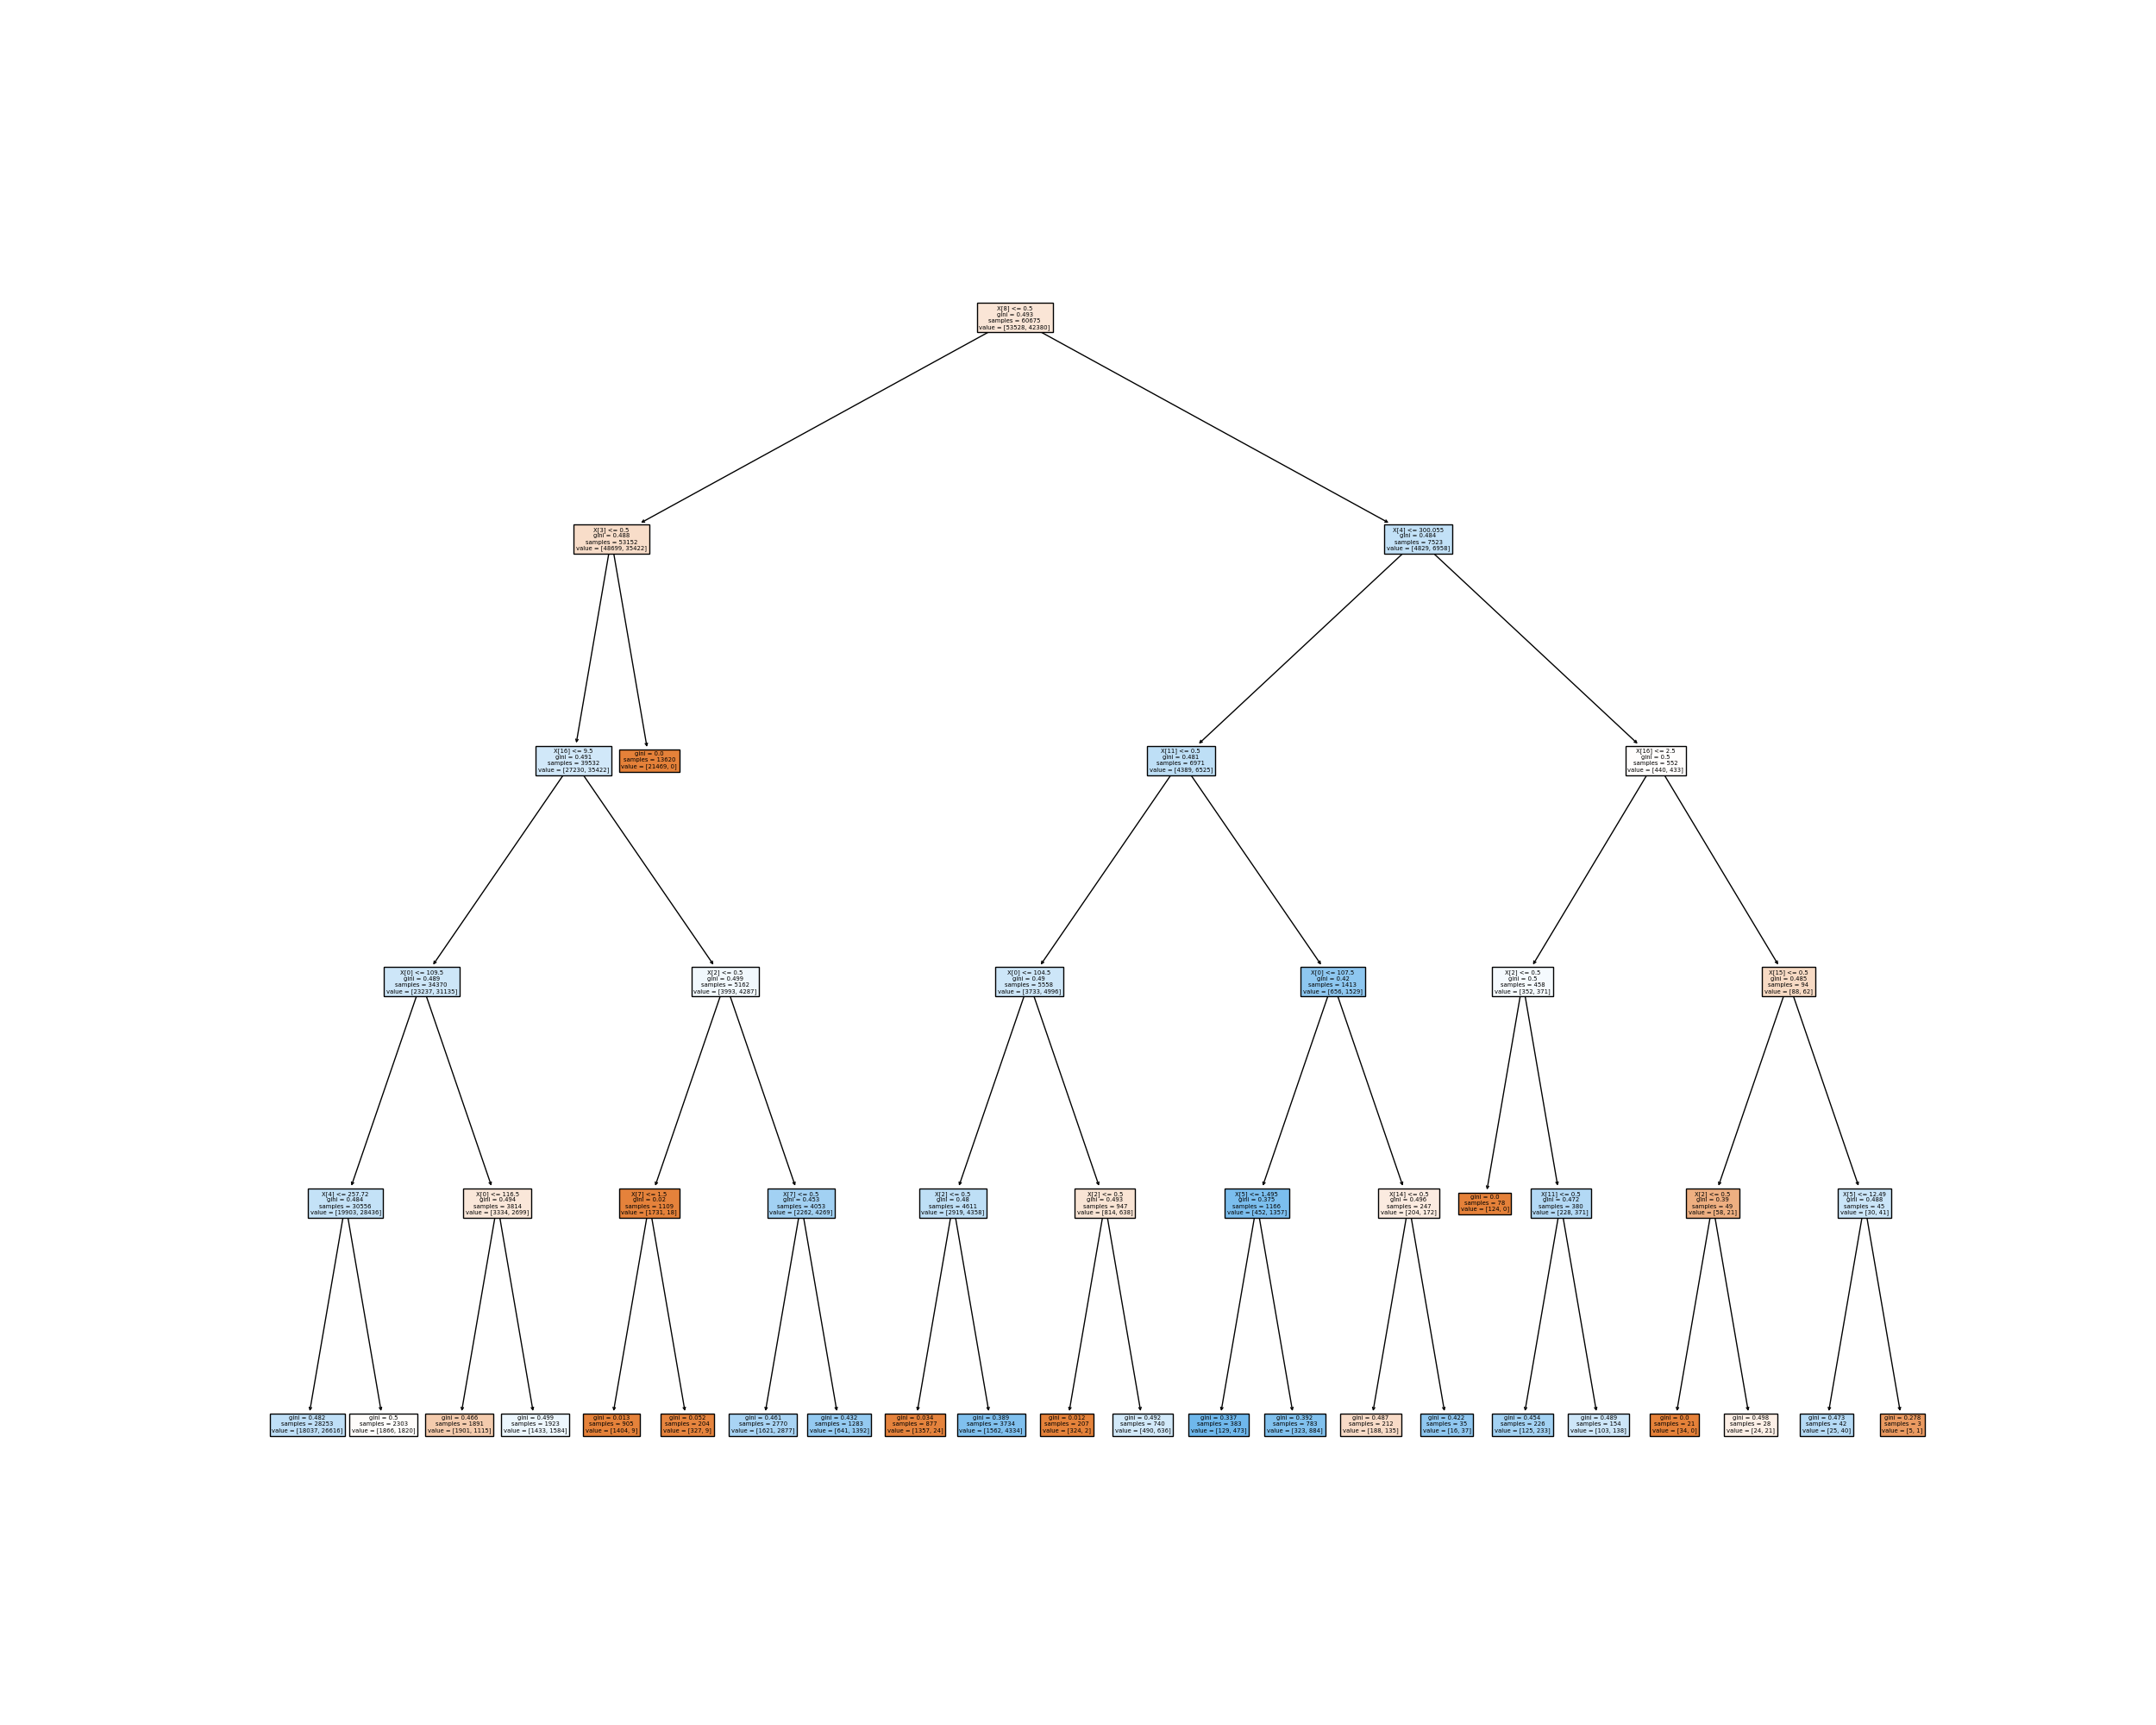 X[8] <= 0.5
gini = 0.493
samples = 60675
value = [53528, 42380]
X[3] <= 0.5
gini = 0.488
samples = 53152
value = [48699, 35422]
X[4] <= 300.055
gini = 0.484
samples = 7523
value = [4829, 6958]
X[16] <= 9.5
gini = 0.491
samples = 39532
value = [27230, 35422]
gini = 0.0
samples = 13620
value = [21469, 0]
X[11] <= 0.5
gini = 0.481
samples = 6971
value = [4389, 6525]
X[16] <= 2.5
gini = 0.5
samples = 552
value = [440, 433]
X[0] <= 109.5
gini = 0.489
samples = 34370
value = [23237, 31135]
X[2] <= 0.5
gini = 0.499
samples = 5162
value = [3993, 4287]
X[0] <= 104.5
gini = 0.49
samples = 5558
value = [3733, 4996]
X[0] <= 107.5
gini = 0.42
samples = 1413
value = [656, 1529]
X[2] <= 0.5
gini = 0.5
samples = 458
value = [352, 371]
X[15] <= 0.5
gini = 0.485
samples = 94
value = [88, 62]
X[4] <= 257.72
gini = 0.484
samples = 30556
value = [19903, 28436]
X[0] <= 116.5
gini = 0.494
samples = 3814
value = [3334, 2699]
X[7] <= 1.5
gini = 0.02
samples = 1109
value = [1731, 18]
X[7] <= 0.5
gini = 0.453
samples = 4053
value = [2262, 4269]
X[2] <= 0.5
gini = 0.48
samples = 4611
value = [2919, 4358]
X[2] <= 0.5
gini = 0.493
samples = 947
value = [814, 638]
X[5] <= 1.495
gini = 0.375
samples = 1166
value = [452, 1357]
X[14] <= 0.5
gini = 0.496
samples = 247
value = [204, 172]
gini = 0.0
samples = 78
value = [124, 0]
X[11] <= 0.5
gini = 0.472
samples = 380
value = [228, 371]
X[2] <= 0.5
gini = 0.39
samples = 49
value = [58, 21]
X[5] <= 12.49
gini = 0.488
samples = 45
value = [30, 41]
gini = 0.482
samples = 28253
value = [18037, 26616]
gini = 0.5
samples = 2303
value = [1866, 1820]
gini = 0.466
samples = 1891
value = [1901, 1115]
gini = 0.499
samples = 1923
value = [1433, 1584]
gini = 0.013
samples = 905
value = [1404, 9]
gini = 0.052
samples = 204
value = [327, 9]
gini = 0.461
samples = 2770
value = [1621, 2877]
gini = 0.432
samples = 1283
value = [641, 1392]
gini = 0.034
samples = 877
value = [1357, 24]
gini = 0.389
samples = 3734
value = [1562, 4334]
gini = 0.012
samples = 207
value = [324, 2]
gini = 0.492
samples = 740
value = [490, 636]
gini = 0.337
samples = 383
value = [129, 473]
gini = 0.392
samples = 783
value = [323, 884]
gini = 0.487
samples = 212
value = [188, 135]
gini = 0.422
samples = 35
value = [16, 37]
gini = 0.454
samples = 226
value = [125, 233]
gini = 0.489
samples = 154
value = [103, 138]
gini = 0.0
samples = 21
value = [34, 0]
gini = 0.498
samples = 28
value = [24, 21]
gini = 0.473
samples = 42
value = [25, 40]
gini = 0.278
samples = 3
value = [5, 1]